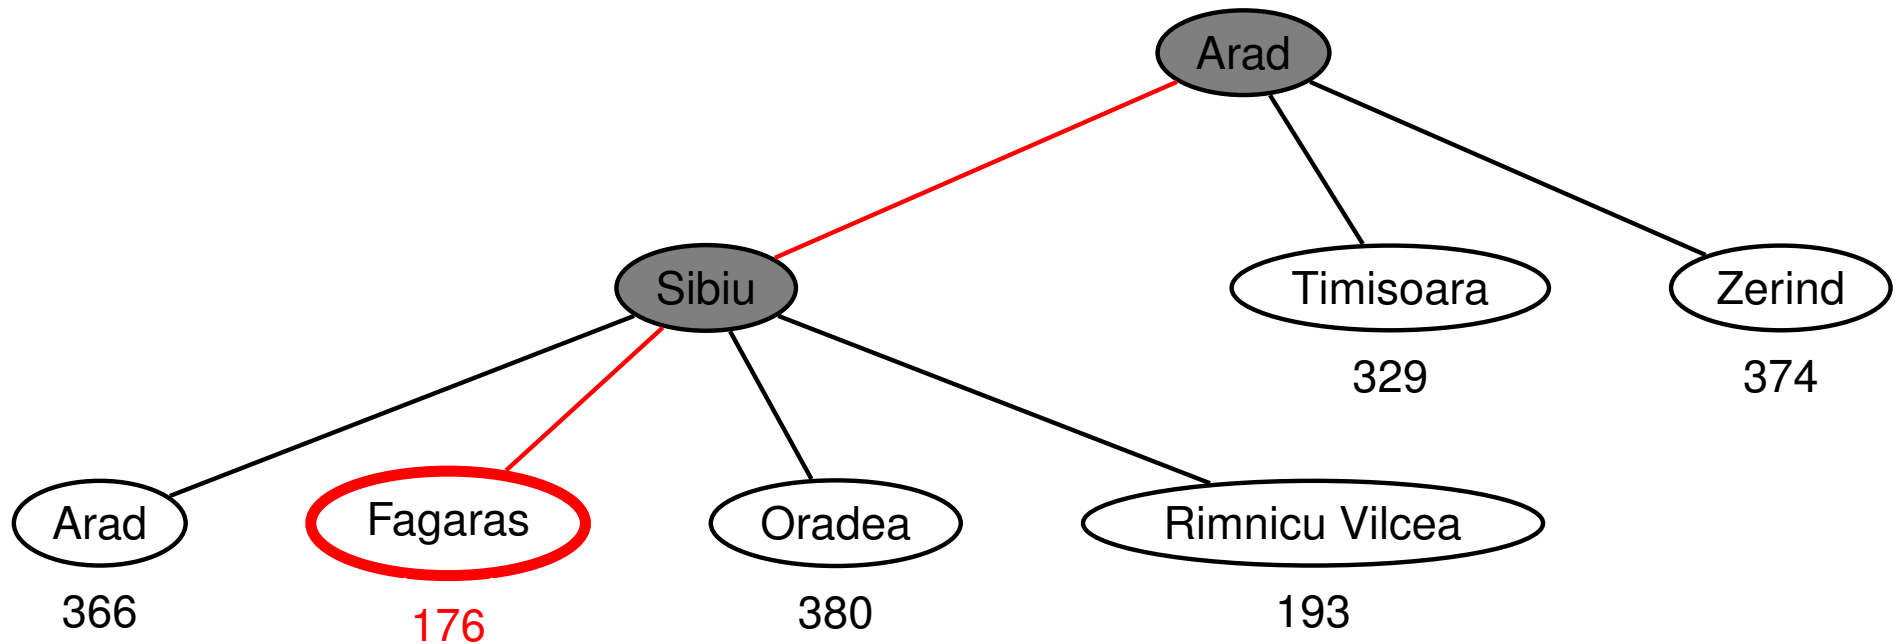 Arad
Sibiu
Timisoara
Zerind
329
374
Arad
Fagaras
Oradea
Rimnicu Vilcea
366
176
380
193